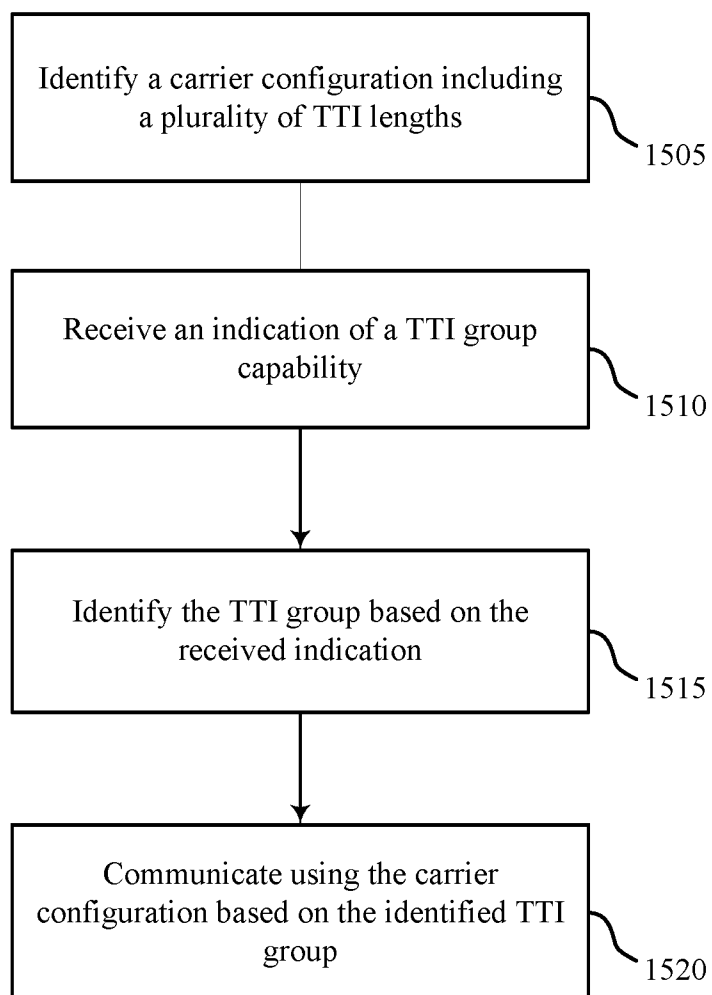 Identify a carrier configuration including
a plurality of TTI lengths
1505
Receive an indication of a TTI group
capability
1510
Identify the TTI group based on the
received indication
1515
Communicate using the carrier
configuration based on the identified TTI
group
1520